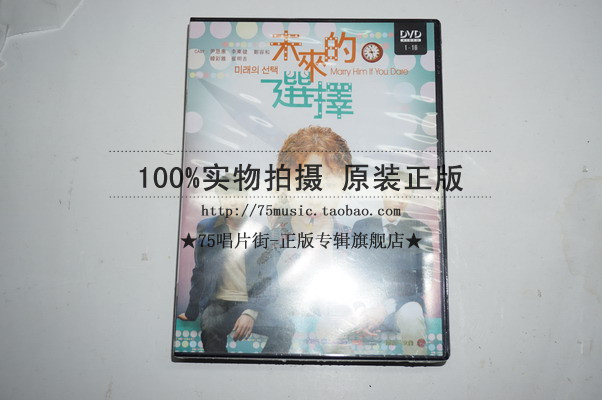 DVD
VIDEO
1-16
未來的
Marry Him If You Dare
미래의 선택
選擇
100%实物拍摄 原装正版
http://75music.taobao.com
★75唱片街-正版专辑旗舰店★